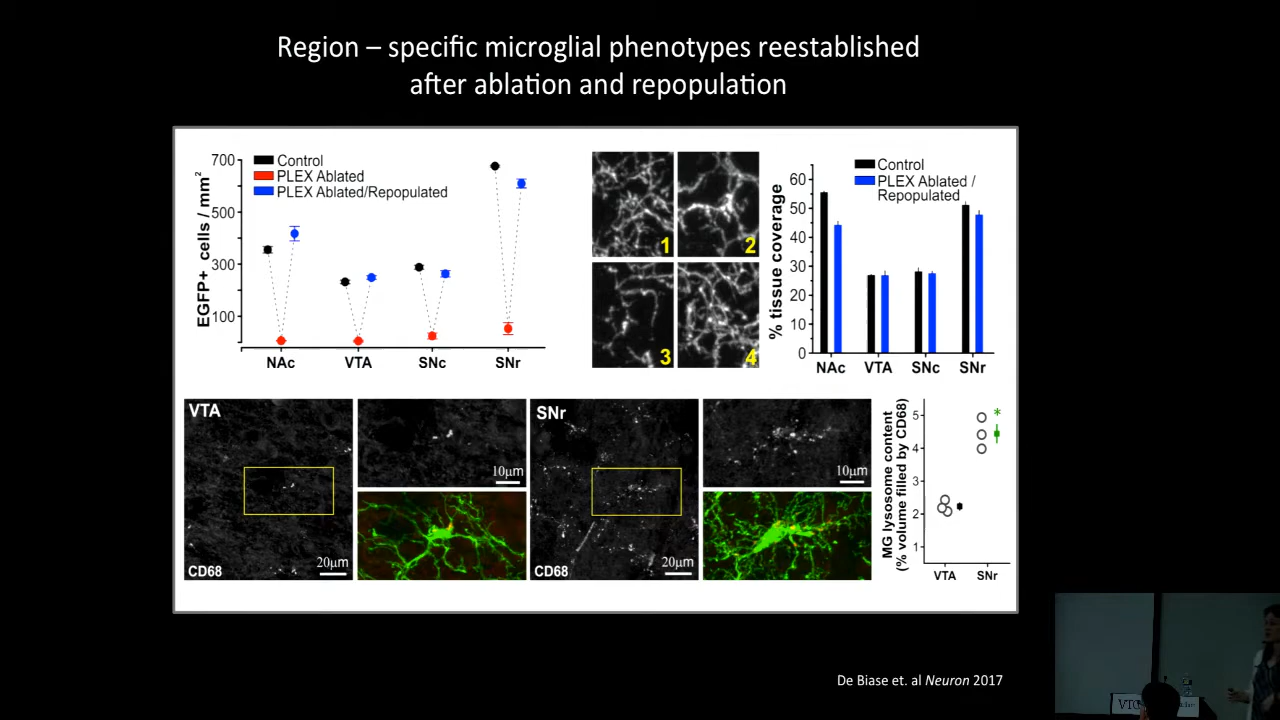 Region – specific microglial phenotypes reestablished
after ablation and repopulation
700
500
300
100
EGFP+ cells / mm²
Control
PLEX Ablated
PLEX Ablated/Repopulated
NAc
VTA
SNc
SNr
1
2
3
4
% tissue coverage
60
50
40
30
20
10
0
Control
PLEX Ablated /
Repopulated
NAc
VTA
SNc
SNr
VTA
CD68
20µm
10µm
SNr
CD68
20µm
10µm
MG lysosome content
(% volume filled by CD68)
5
4
3
2
1
*
VTA
SNr
De Biase et. al Neuron 2017